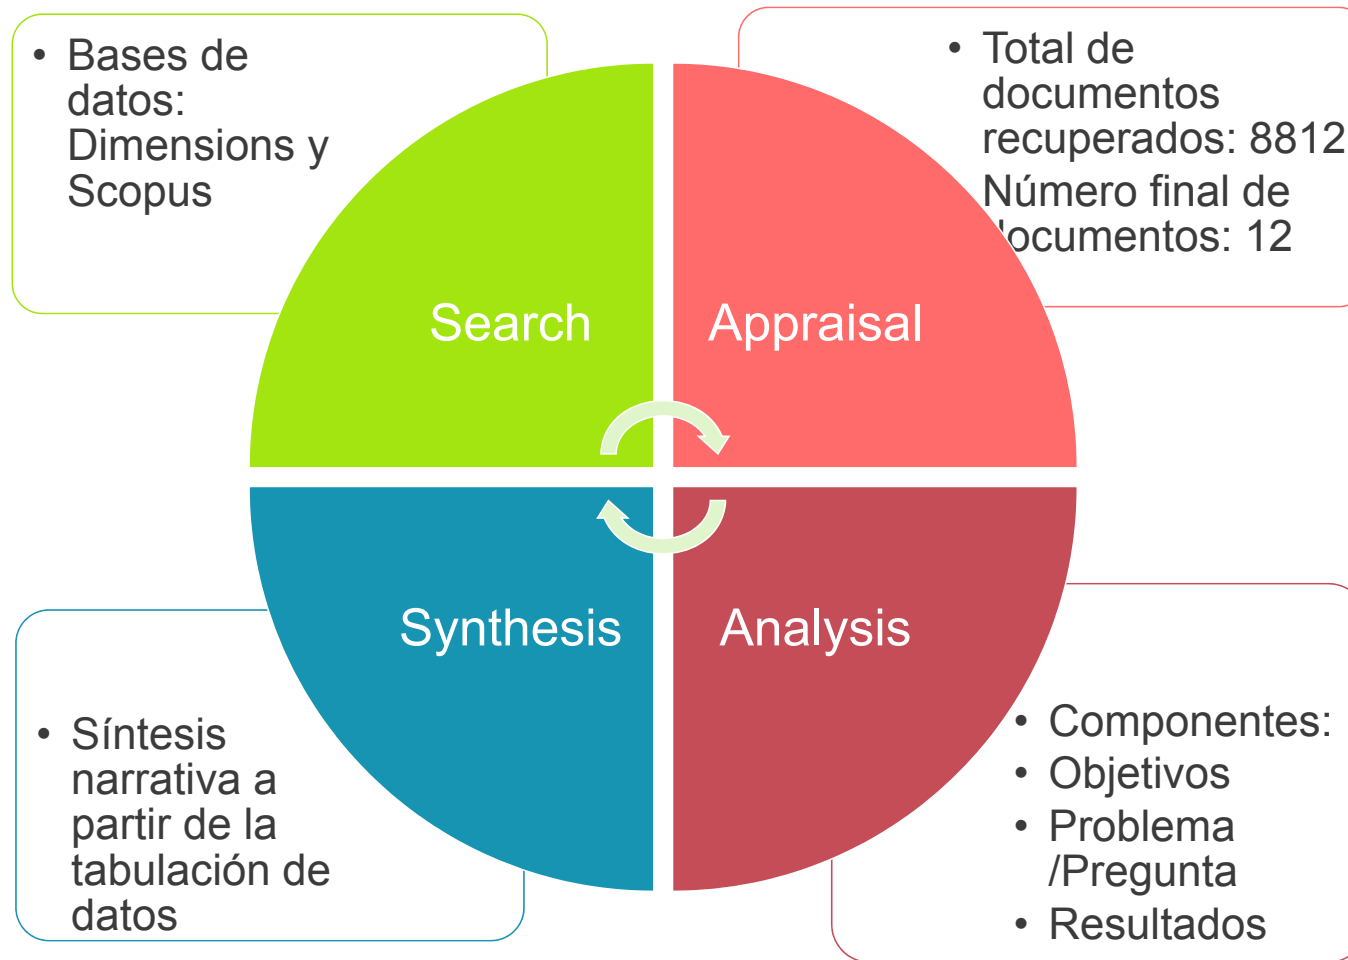 • Bases de
datos:
Dimensions y
Scopus
• Total de
documentos
recuperados: 8812
Número final de
documentos: 12
Search
Appraisal
Synthesis
Analysis
• Síntesis
narrativa a
partir de la
tabulación de
datos
• Componentes:
• Objetivos
• Problema
/Pregunta
• Resultados